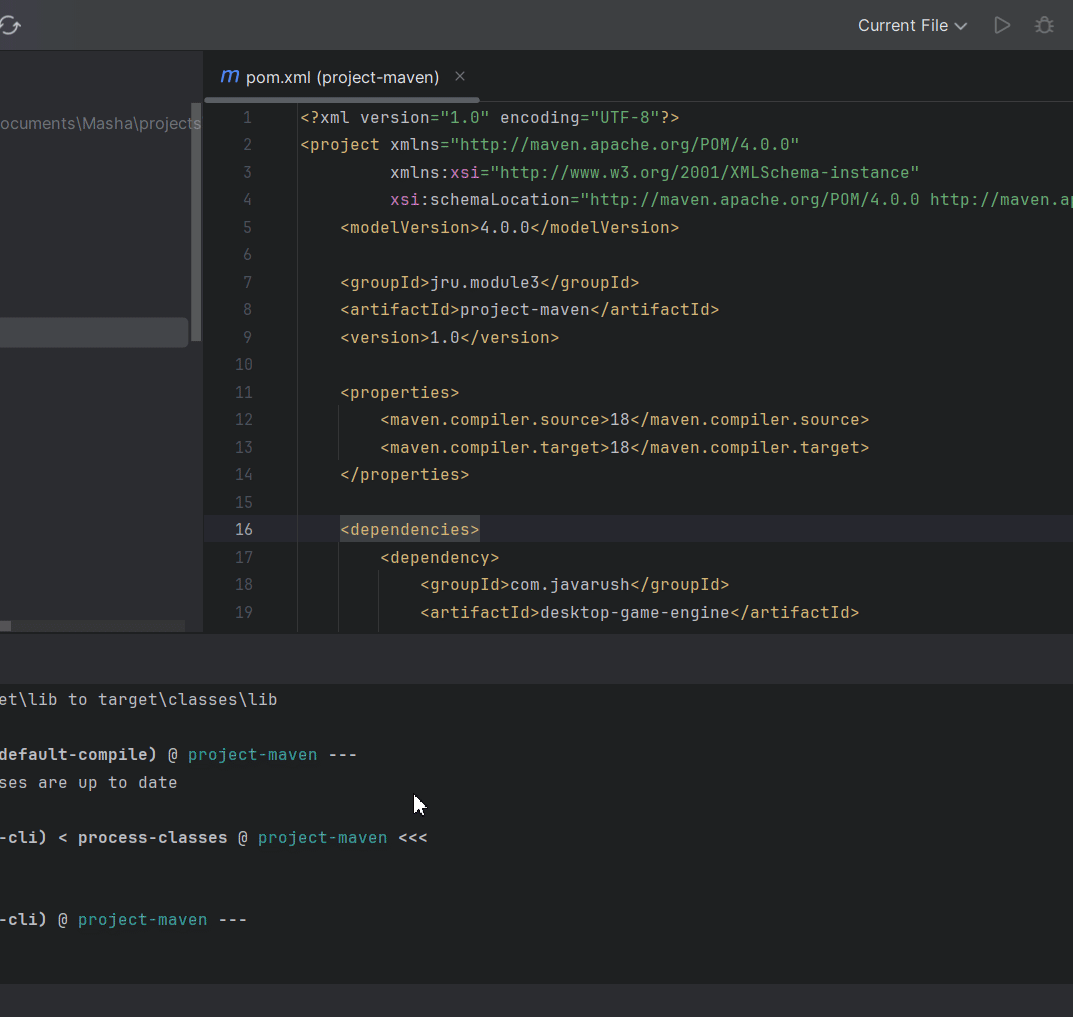 Current File
m pom.xml (project-maven) ×
ocuments\Masha\projects
1 <?xml version="1.0" encoding="UTF-8"?>
2 <project xmlns="http://maven.apache.org/POM/4.0.0"
3 xmlns:xsi="http://www.w3.org/2001/XMLSchema-instance"
4 xsi:schemaLocation="http://maven.apache.org/POM/4.0.0 http://maven.ap
5 <modelVersion>4.0.0</modelVersion>
6
7 <groupId>jru.module3</groupId>
8 <artifactId>project-maven</artifactId>
9 <version>1.0</version>
10
11 <properties>
12 <maven.compiler.source>18</maven.compiler.source>
13 <maven.compiler.target>18</maven.compiler.target>
14 </properties>
15
16 <dependencies>
17 <dependency>
18 <groupId>com.javarush</groupId>
19 <artifactId>desktop-game-engine</artifactId>
et\lib to target\classes\lib
default-compile) @ project-maven ---
ses are up to date
-cli) < process-classes @ project-maven <<<
-cli) @ project-maven ---